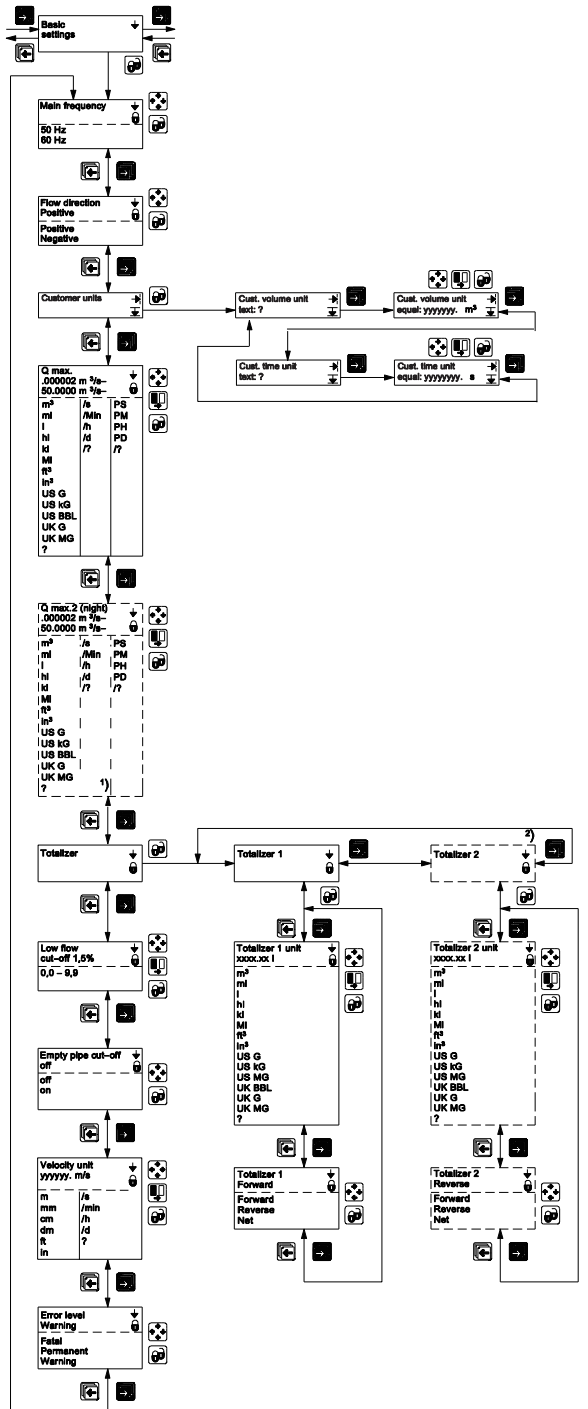 Basic
settings
Main frequency
50 Hz
60 Hz
Flow direction
Positive
Positive
Negative
Customer units
Cust. volume unit
text: ?
Cust. volume unit
equal: yyyyyyy. m³
Cust. time unit
text: ?
Cust. time unit
equal: yyyyyyyy. s
Q max.
.000002 m³/s–
50.0000 m³/s–
m³ /s PS
ml /Min PM
l /h PH
hl /d PD
kl /? /?
Ml
ft³
in³
US G
US kG
US BBL
UK G
UK MG
?
Q max.2 (night)
.000002 m³/s–
50.0000 m³/s–
m³ /s PS
ml /Min PM
l /h PH
hl /d PD
kl /? /?
Ml
ft³
in³
US G
US kG
US BBL
UK G
UK MG
? 1)
Totalizer
Totalizer 1
2)
Totalizer 2
Low flow
cut–off 1,5%
0,0 – 9,9
Totalizer 1 unit
xxxx.xx l
m³
ml
l
hl
kl
Ml
ft³
in³
US G
US kG
US MG
UK BBL
UK G
UK MG
?
Totalizer 2 unit
xxxx.xx l
m³
ml
l
hl
kl
Ml
ft³
in³
US G
US kG
US MG
UK BBL
UK G
UK MG
?
Empty pipe cut–off
off
off
on
Velocity unit
yyyyyy. m/s
m /s
mm /min
cm /h
dm /d
ft ?
in
Totalizer 1
Forward
Forward
Reverse
Net
Totalizer 2
Reverse
Forward
Reverse
Net
Error level
Warning
Fatal
Permanent
Warning